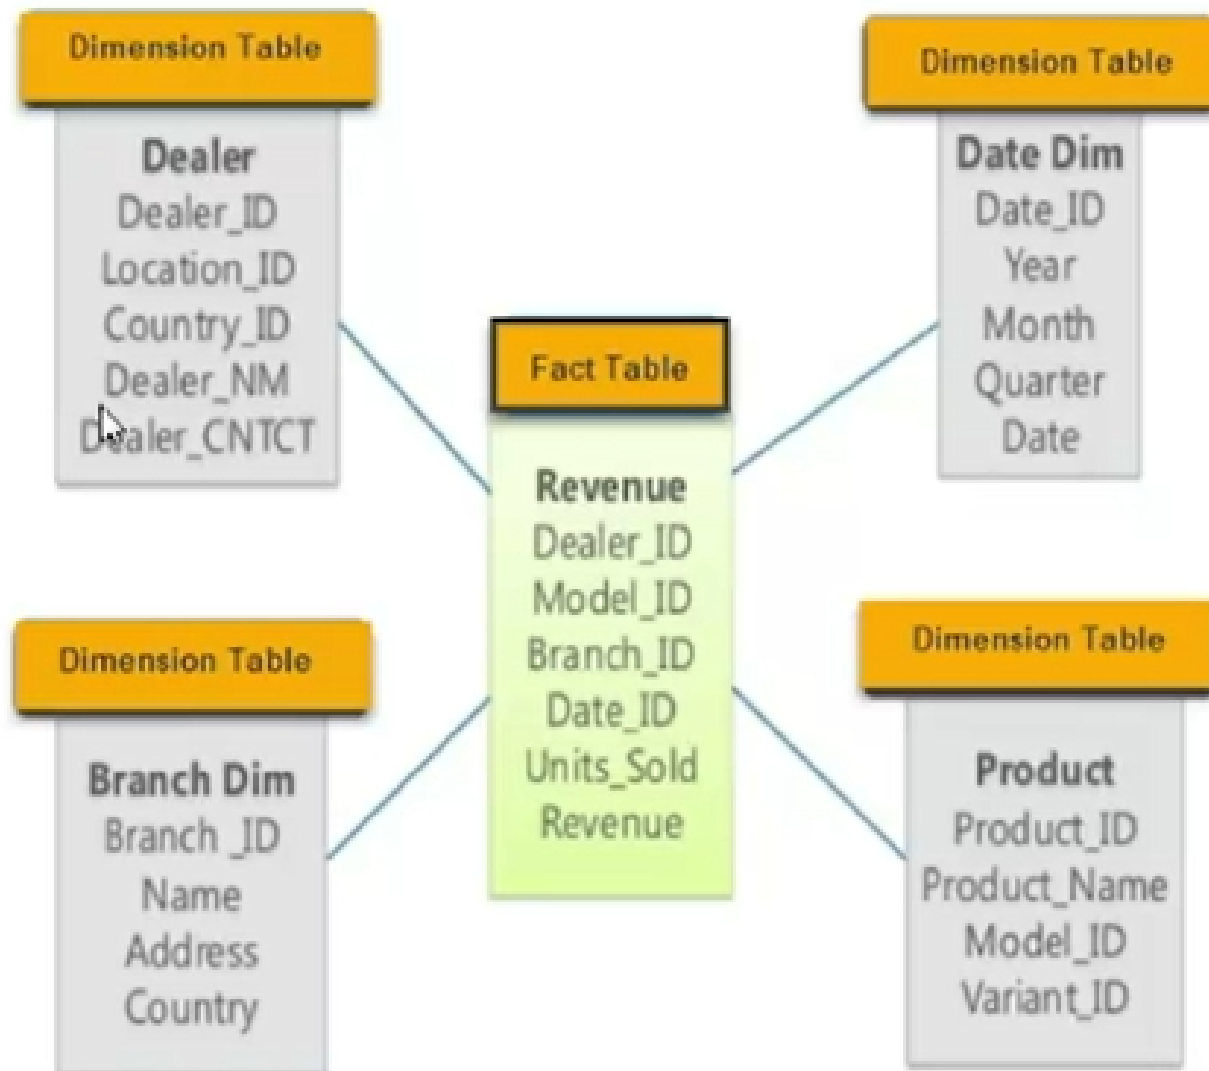 Dimension Table
Dealer
Dealer_ID
Location_ID
Country_ID
Dealer_NM
Dealer_CNTCT
Dimension Table
Date Dim
Date_ID
Year
Month
Quarter
Date
Fact Table
Revenue
Dealer_ID
Model_ID
Branch_ID
Date_ID
Units_Sold
Revenue
Dimension Table
Branch Dim
Branch _ID
Name
Address
Country
Dimension Table
Product
Product_ID
Product_Name
Model_ID
Variant_ID